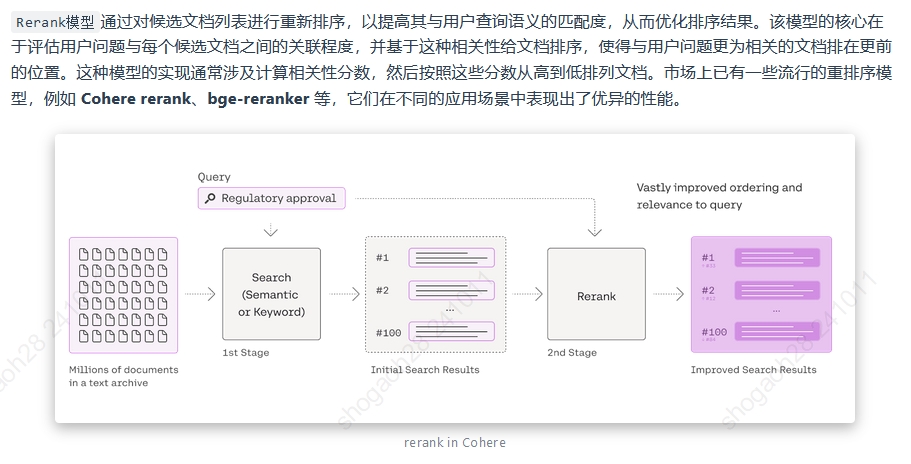 Rerank模型 通过对候选文档列表进行重新排序，以提高其与用户查询语义的匹配度，从而优化排序结果。该模型的核心在
于评估用户问题与每个候选文档之间的关联程度，并基于这种相关性给文档排序，使得与用户问题更为相关的文档排在更前
的位置。这种模型的实现通常涉及计算相关性分数，然后按照这些分数从高到低排列文档。市场上已有一些流行的重排序模
型，例如 Cohere rerank、bge-reranker 等，它们在不同的应用场景中表现出了优异的性能。
Query
Regulatory approval
Vastly improved ordering and
relevance to query
Search
(Semantic
or Keyword)
1st Stage
Millions of documents
in a text archive
#1
#2
...
#100
Initial Search Results
Rerank
2nd Stage
#1
#2
...
#100
Improved Search Results
shogaoh28 241011
rerank in Cohere